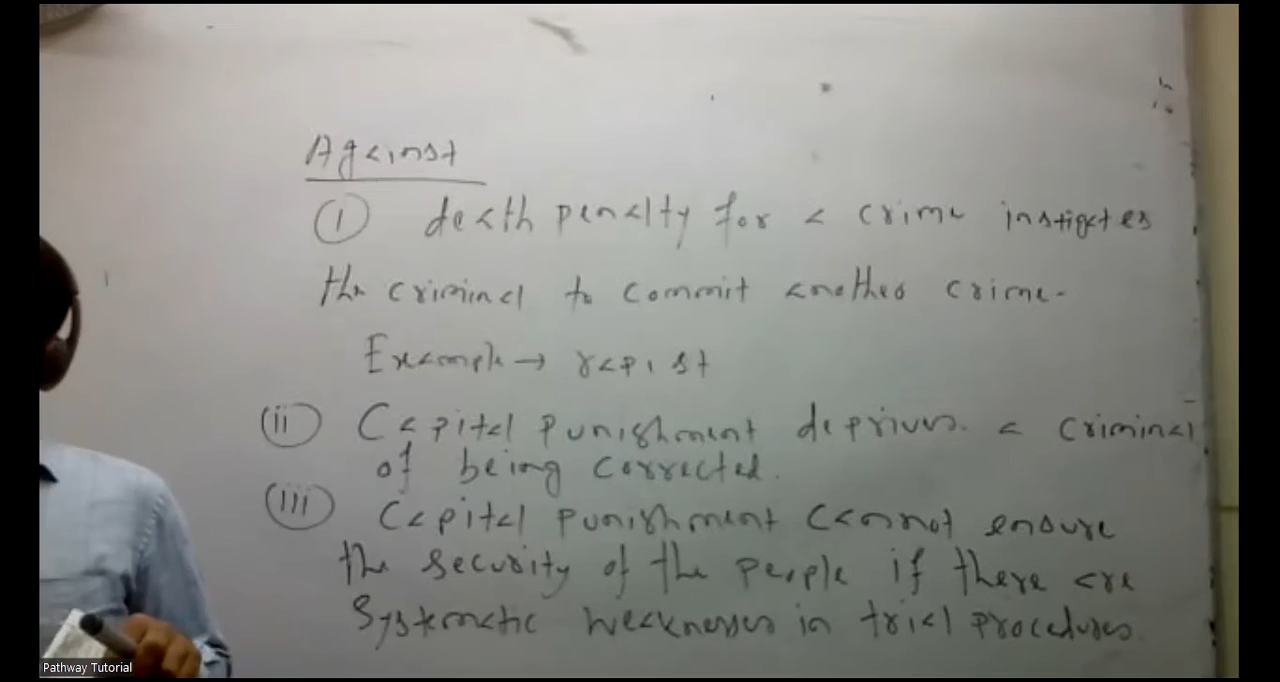 Against
(i) death penalty for a crime instigates
the criminal to commit another crime.
Example → rapist
(ii) Capital punishment deprives a criminal
of being corrected.
(iii) Capital punishment cannot ensure
the security of the people if there are
systematic weaknesses in trial procedures.
Pathway Tutorial